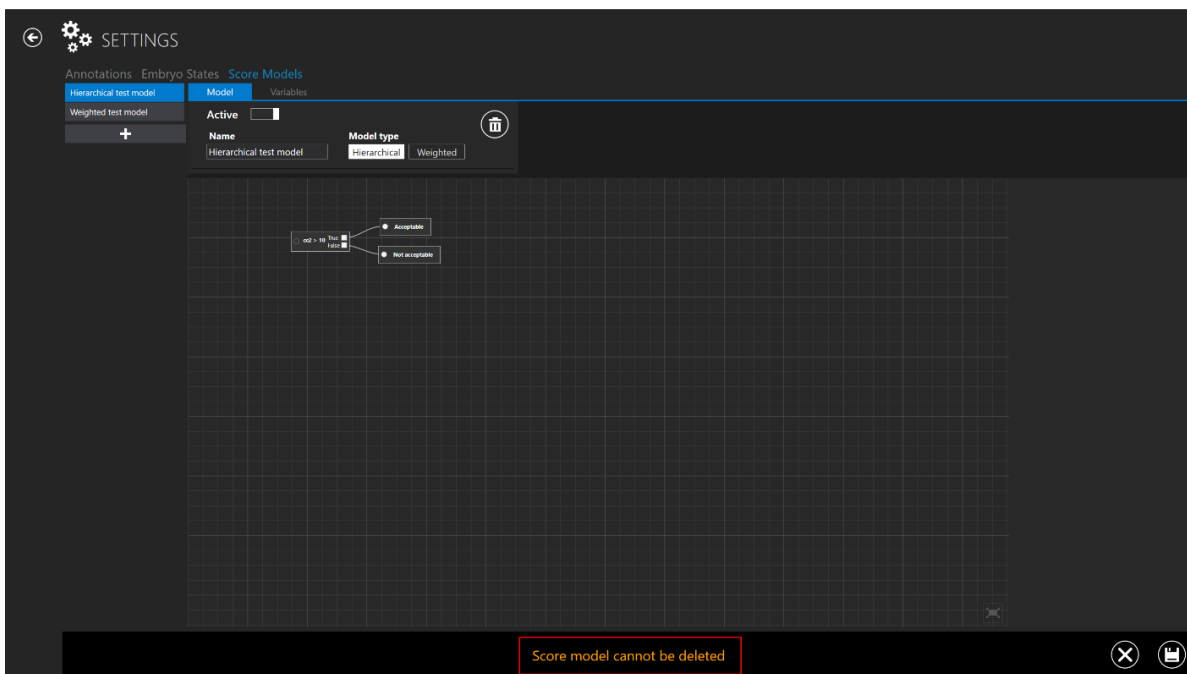 SETTINGS
Annotations Embryo States Score Models
Hierarchical test model
Weighted test model
Model Variables
Active
Name Model type
Hierarchical test model Hierarchical Weighted
cc2 > 10 True
False
Acceptable
Not acceptable
Score model cannot be deleted